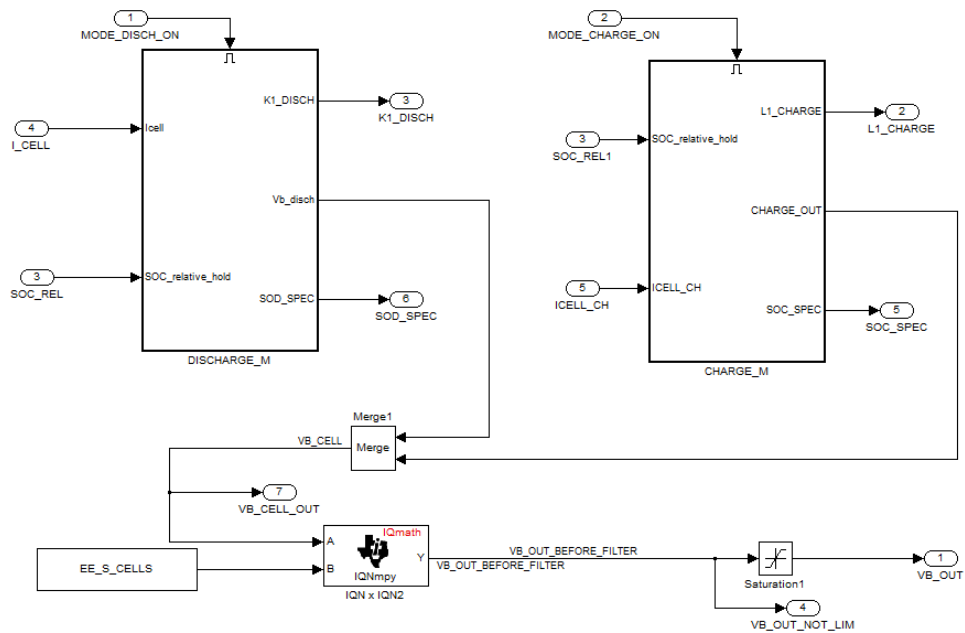 1
MODE_DISCH_ON
2
MODE_CHARGE_ON
K1_DISCH
3
K1_DISCH
4
I_CELL
Icell
Vb_disch
3
SOC_REL
SOC_relative_hold
SOD_SPEC
6
SOD_SPEC
DISCHARGE_M
L1_CHARGE
2
L1_CHARGE
3
SOC_REL1
SOC_relative_hold
CHARGE_OUT
5
ICELL_CH
ICELL_CH
SOC_SPEC
5
SOC_SPEC
CHARGE_M
Merge1
Merge
VB_CELL
7
VB_CELL_OUT
EE_S_CELLS
A
B
IQmath
Y
IQNmpy
IQN x IQN2
VB_OUT_BEFORE_FILTER
VB_OUT_BEFORE_FILTER
Saturation1
1
VB_OUT
4
VB_OUT_NOT_LIM